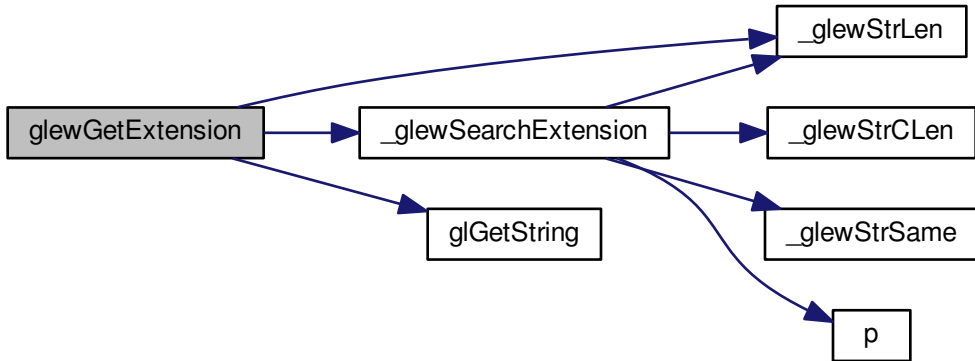 _glewStrLen
glewGetExtension
_glewSearchExtension
_glewStrCLen
glGetString
_glewStrSame
p